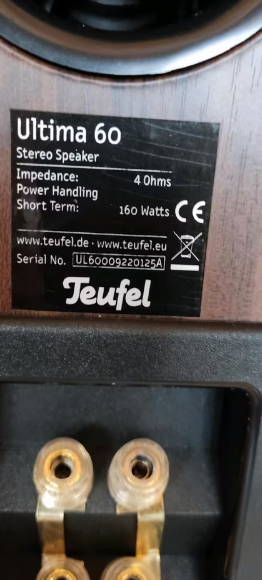 Ultima 60
Stereo Speaker
Impedance: 4 Ohms
Power Handling
Short Term: 160 Watts CE
www.teufel.de · www.teufel.eu
Serial No. UL60009220125A
Teufel